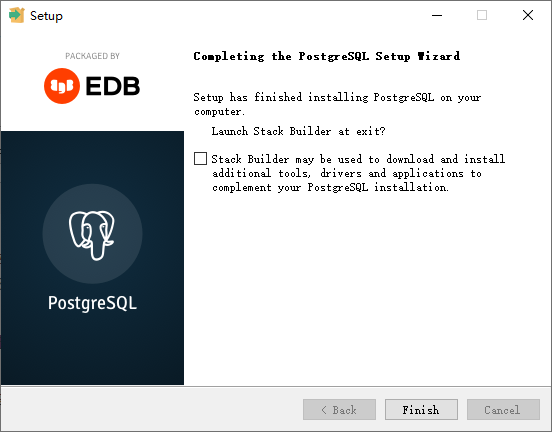 Setup
PACKAGED BY
EDB
PostgreSQL
Completing the PostgreSQL Setup Wizard
Setup has finished installing PostgreSQL on your
computer.
Launch Stack Builder at exit?
Stack Builder may be used to download and install
additional tools, drivers and applications to
complement your PostgreSQL installation.
< Back
Finish
Cancel